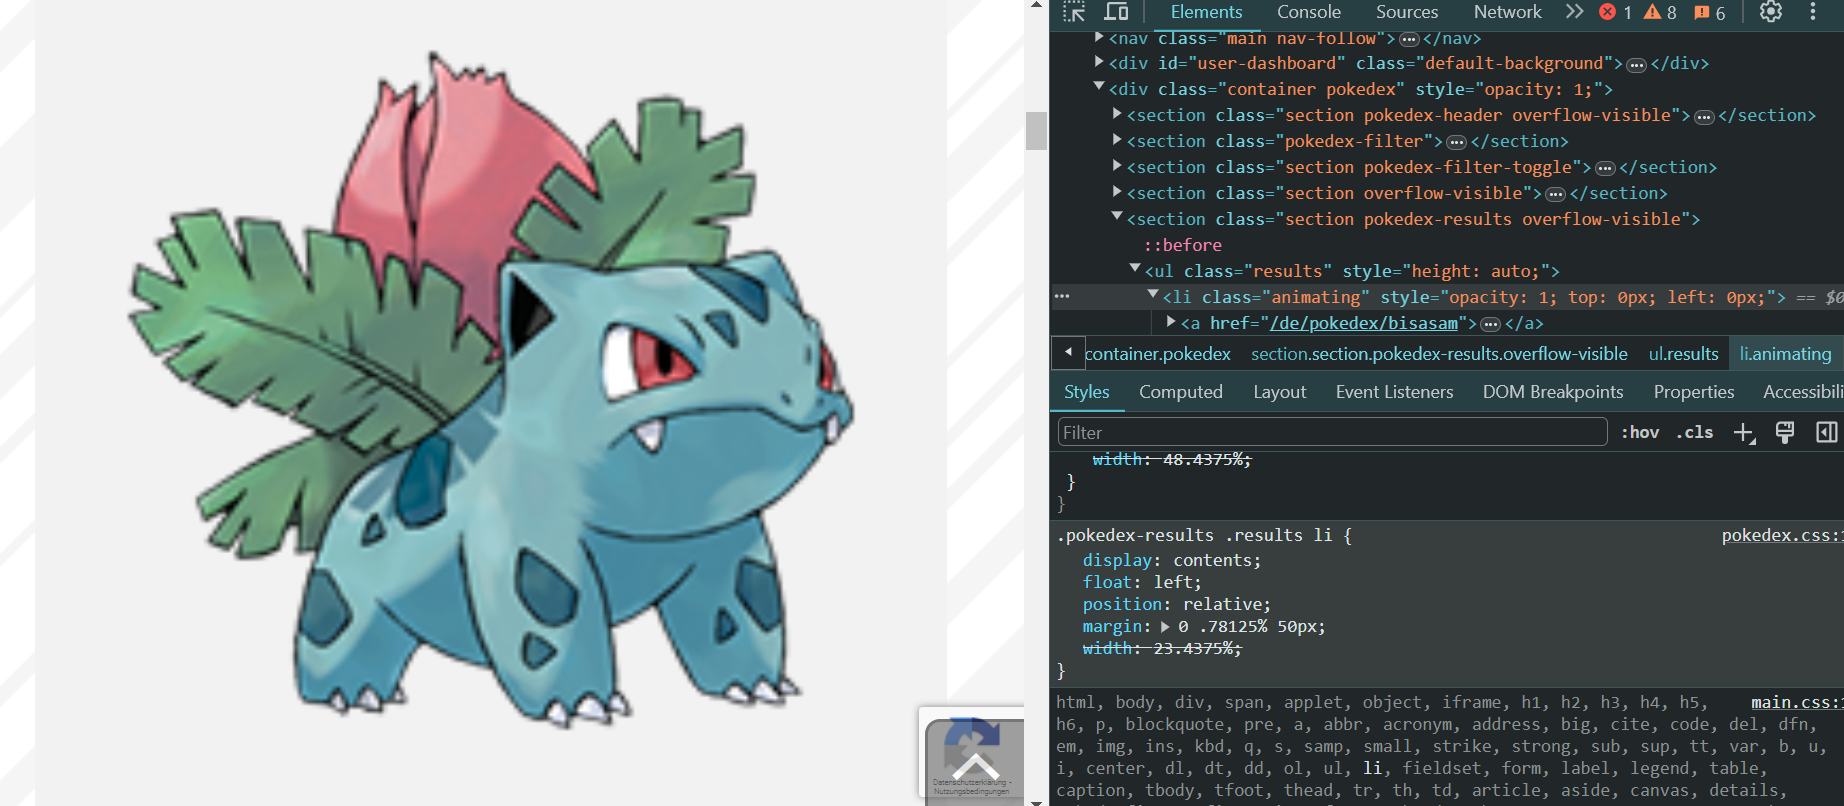 Elements Console Sources Network 1 8 6
<nav class="main nav-follow">…</nav>
<div id="user-dashboard" class="default-background">…</div>
<div class="container pokedex" style="opacity: 1;">
<section class="section pokedex-header overflow-visible">…</section>
<section class="pokedex-filter">…</section>
<section class="section pokedex-filter-toggle">…</section>
<section class="section overflow-visible">…</section>
<section class="section pokedex-results overflow-visible">
::before
<ul class="results" style="height: auto;">
… <li class="animating" style="opacity: 1; top: 0px; left: 0px;"> == $0
<a href="/de/pokedex/bisasam">…</a>
container.pokedex section.section.pokedex-results.overflow-visible ul.results li.animating
Styles Computed Layout Event Listeners DOM Breakpoints Properties Accessibili
Filter :hov .cls
width: 48.4375%;
}
}
.pokedex-results .results li { pokedex.css:1
display: contents;
float: left;
position: relative;
margin: 0 .78125% 50px;
width: 23.4375%;
}
html, body, div, span, applet, object, iframe, h1, h2, h3, h4, h5, main.css:1
h6, p, blockquote, pre, a, abbr, acronym, address, big, cite, code, del, dfn,
em, img, ins, kbd, q, s, samp, small, strike, strong, sub, sup, tt, var, b, u,
i, center, dl, dt, dd, ol, ul, li, fieldset, form, label, legend, table,
caption, tbody, tfoot, thead, tr, th, td, article, aside, canvas, details,
Datenschutzerklärung -
Nutzungsbedingungen